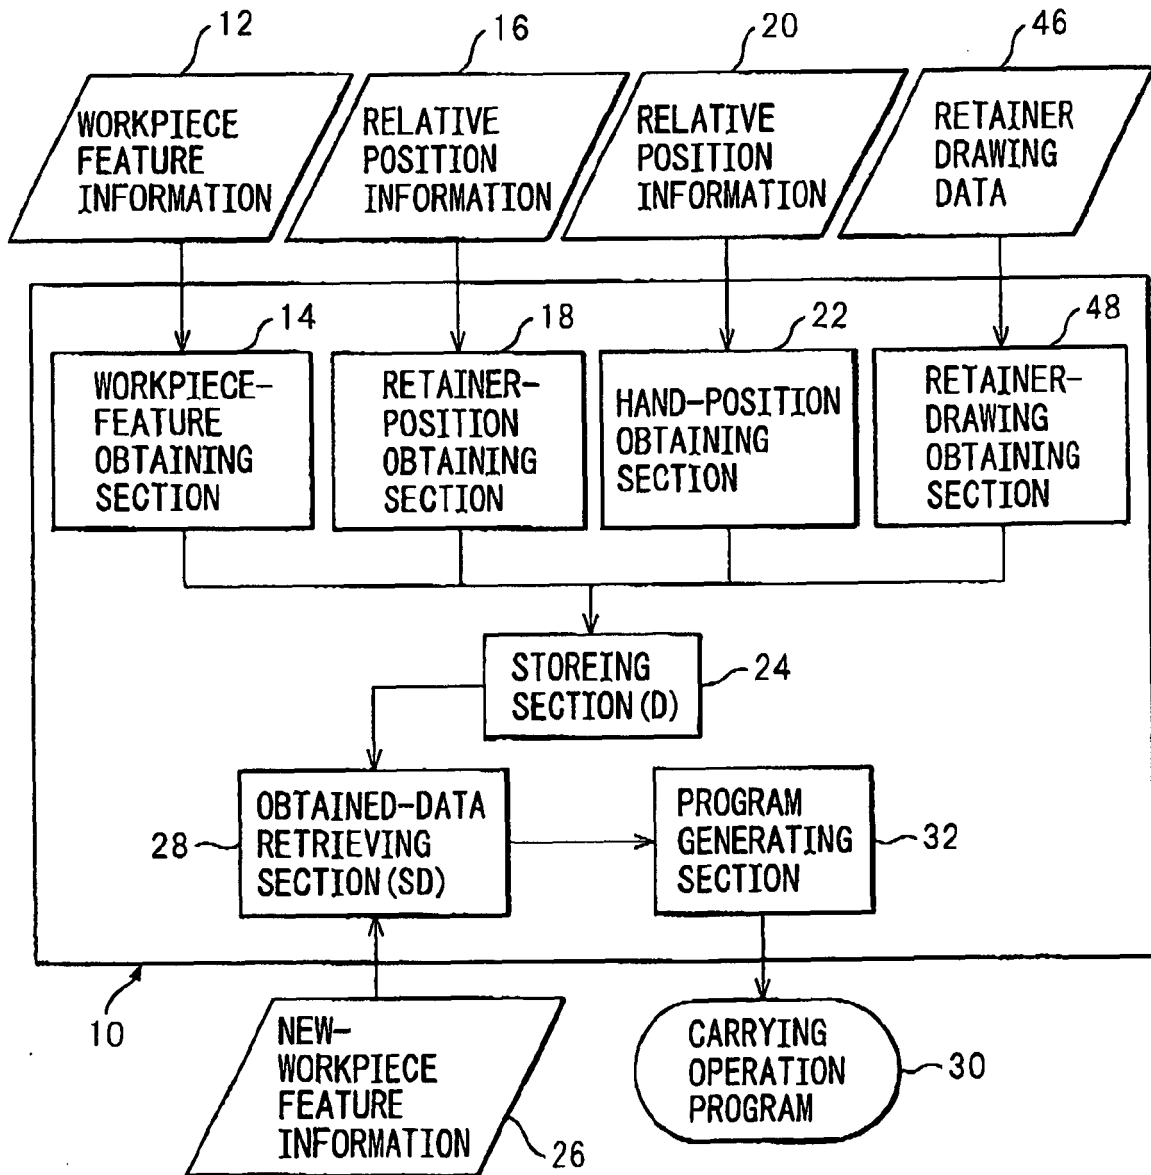 12
16
20
46
WORKPIECE
FEATURE
INFORMATION
RELATIVE
POSITION
INFORMATION
RELATIVE
POSITION
INFORMATION
RETAINER
DRAWING
DATA
14
18
22
48
WORKPIECE-
FEATURE
OBTAINING
SECTION
RETAINER-
POSITION
OBTAINING
SECTION
HAND-POSITION
OBTAINING
SECTION
RETAINER-
DRAWING
OBTAINING
SECTION
STOREING
SECTION(D)
24
28
OBTAINED-DATA
RETRIEVING
SECTION(SD)
PROGRAM
GENERATING
SECTION
32
10
NEW-
WORKPIECE
FEATURE
INFORMATION
26
CARRYING
OPERATION
PROGRAM
30